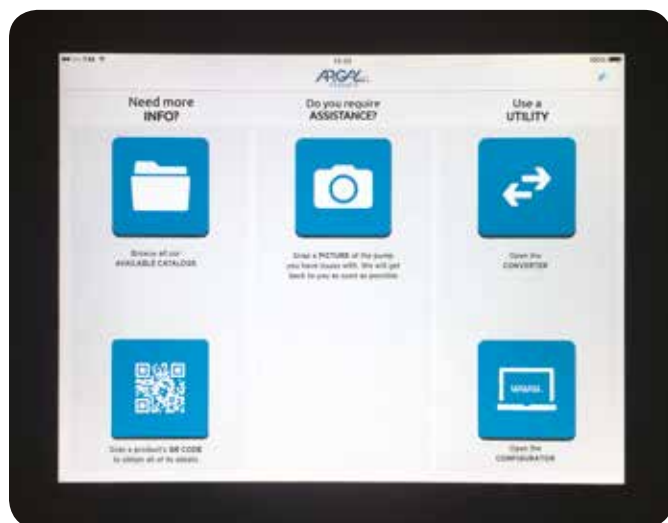 ARGAL
Need more
INFO?
Do you require
ASSISTANCE?
Use a
UTILITY
Browse all our
AVAILABLE CATALOGS
Snap a PICTURE of the pump
you have issues with. We will get
back to you as soon as possible
Open the
CONVERTER
www.
Scan a product's QR CODE
to obtain all of its details
Open the
CONFIGURATOR